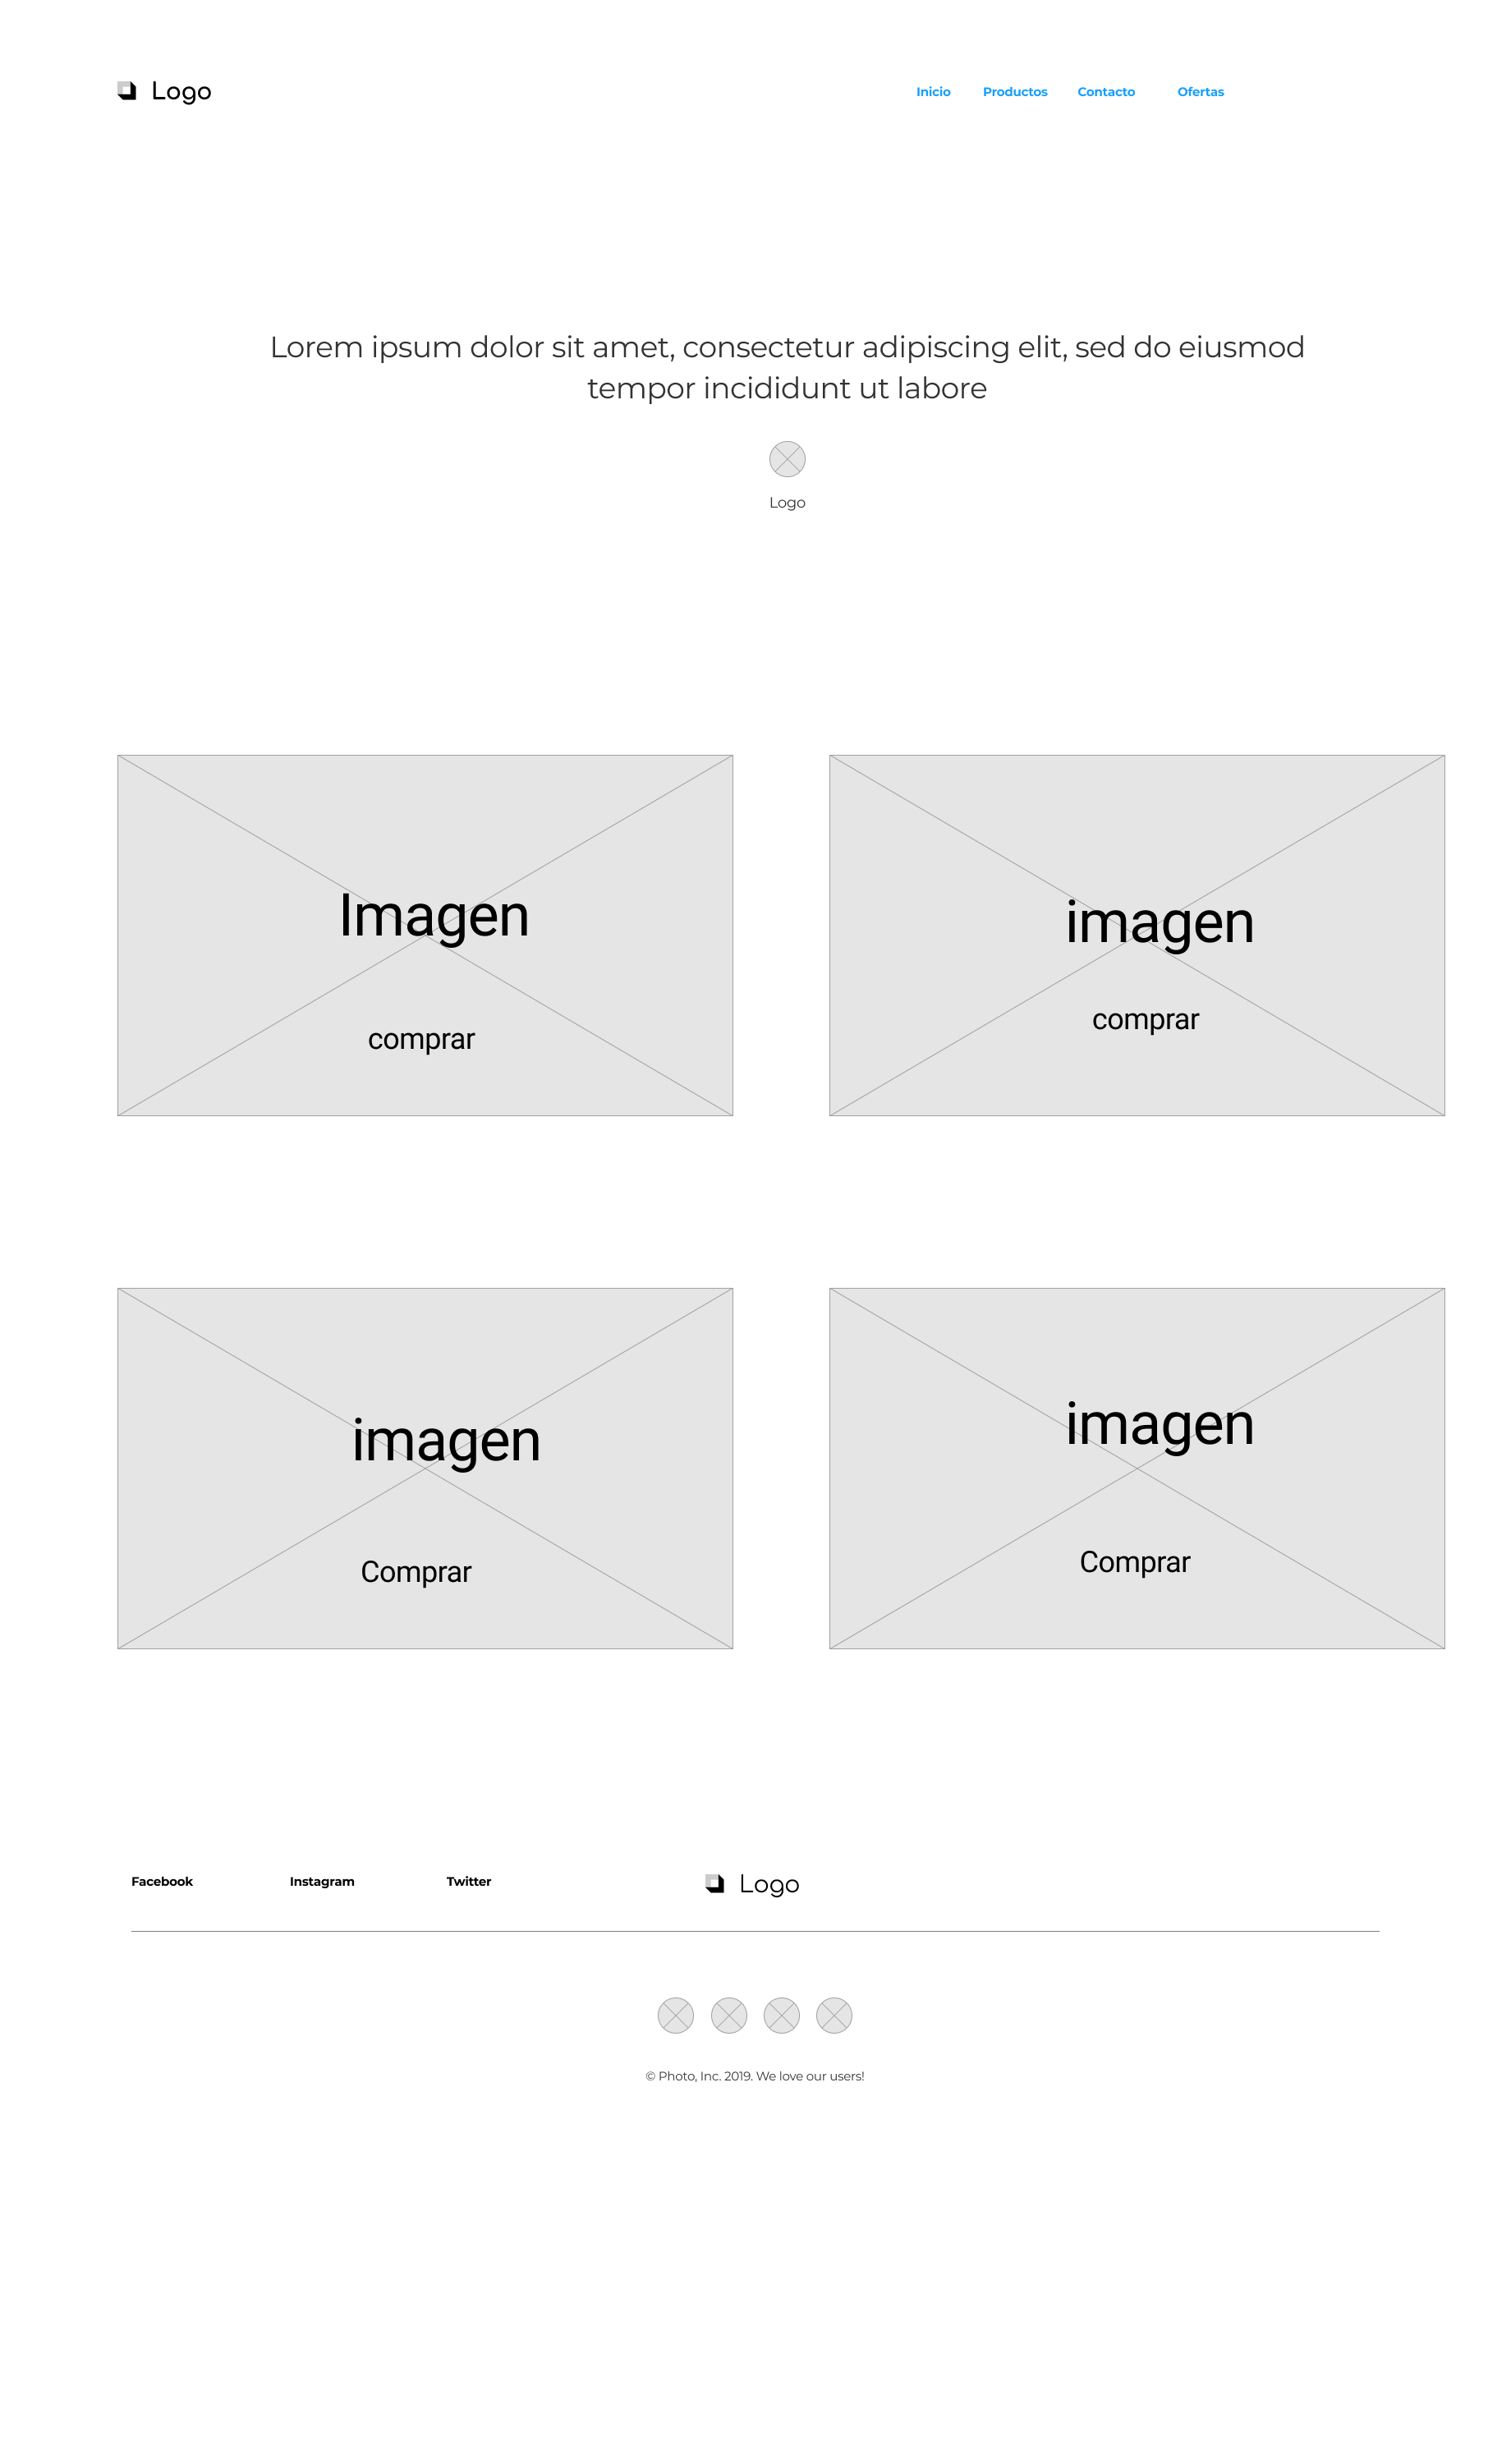 Logo
Inicio Productos Contacto Ofertas
Lorem ipsum dolor sit amet, consectetur adipiscing elit, sed do eiusmod
tempor incididunt ut labore
Logo
Imagen
comprar
imagen
comprar
imagen
Comprar
imagen
Comprar
Facebook Instagram Twitter
Logo
© Photo, Inc. 2019. We love our users!